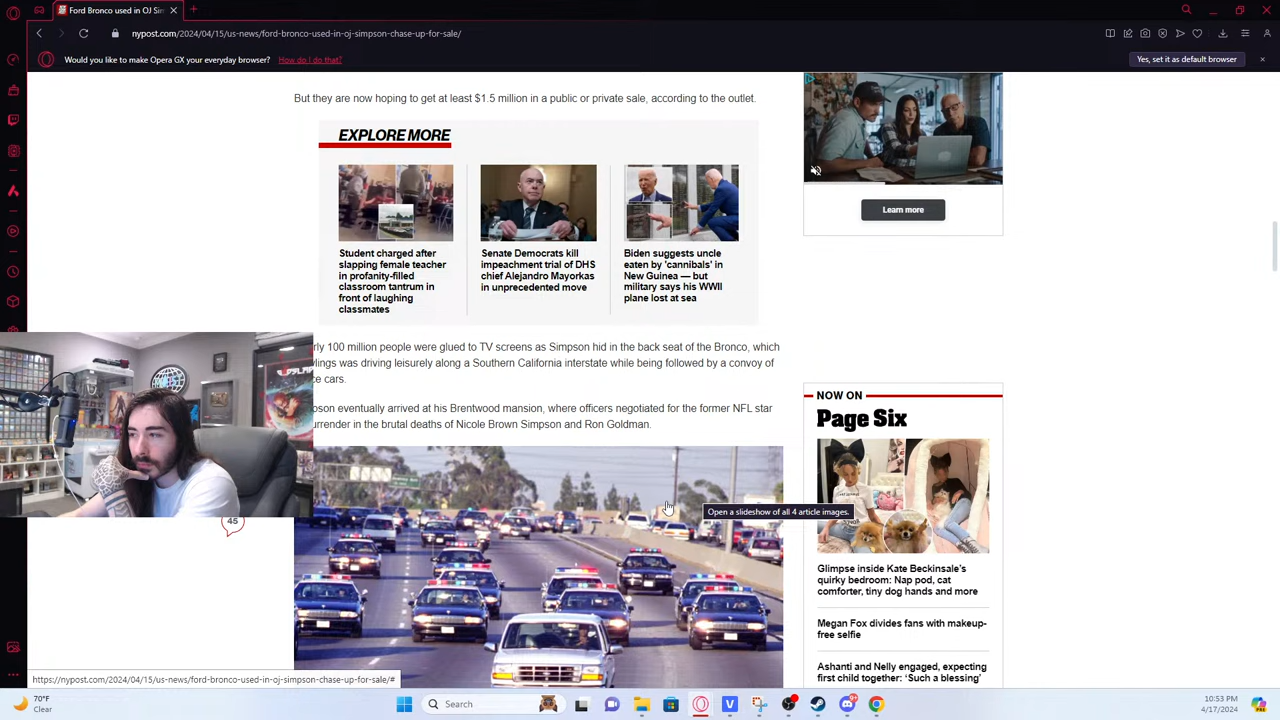 Ford Bronco used in OJ Sim
nypost.com/2024/04/15/us-news/ford-bronco-used-in-oj-simpson-chase-up-for-sale/
Would you like to make Opera GX your everyday browser? How do I do that?
Yes, set it as default browser
But they are now hoping to get at least $1.5 million in a public or private sale, according to the outlet.
EXPLORE MORE
Student charged after
slapping female teacher
in profanity-filled
classroom tantrum in
front of laughing
classmates
Senate Democrats kill
impeachment trial of DHS
chief Alejandro Mayorkas
in unprecedented move
Biden suggests uncle
eaten by 'cannibals' in
New Guinea — but
military says his WWII
plane lost at sea
Learn more
rly 100 million people were glued to TV screens as Simpson hid in the back seat of the Bronco, which
lings was driving leisurely along a Southern California interstate while being followed by a convoy of
ce cars.
pson eventually arrived at his Brentwood mansion, where officers negotiated for the former NFL star
urrender in the brutal deaths of Nicole Brown Simpson and Ron Goldman.
45
Open a slideshow of all 4 article images.
NOW ON
Page Six
Glimpse inside Kate Beckinsale's
quirky bedroom: Nap pod, cat
comforter, tiny dog hands and more
Megan Fox divides fans with makeup-
free selfie
Ashanti and Nelly engaged, expecting
first child together: 'Such a blessing'
https://nypost.com/2024/04/15/us-news/ford-bronco-used-in-oj-simpson-chase-up-for-sale/#
70°F
Clear
Search
10:53 PM
4/17/2024